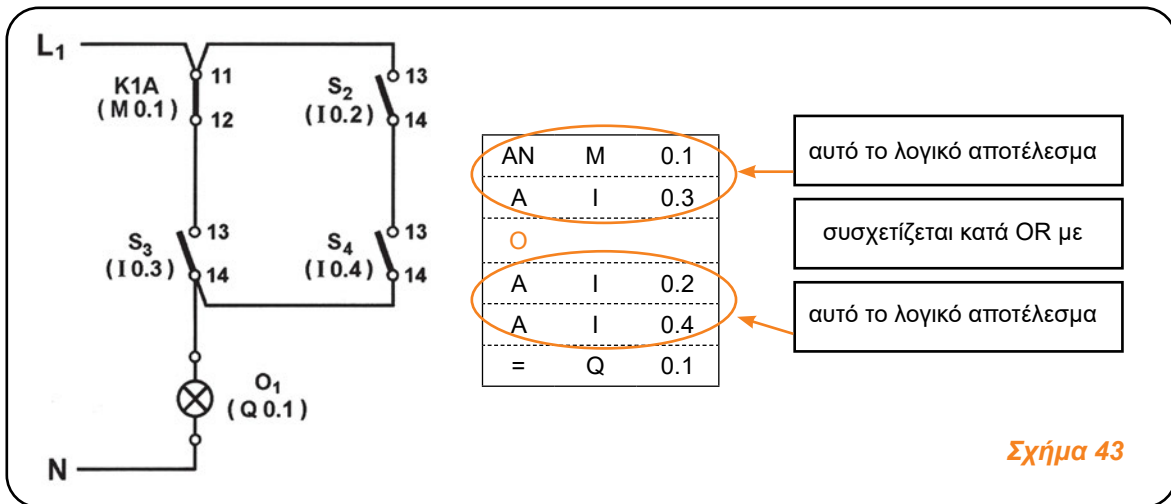 L1
K1A
(M 0.1)
11
12
S2
(I 0.2)
13
14
S3
(I 0.3)
13
14
S4
(I 0.4)
13
14
O1
(Q 0.1)
N
AN M 0.1
A I 0.3
O
A I 0.2
A I 0.4
= Q 0.1
αυτό το λογικό αποτέλεσμα
συσχετίζεται κατά OR με
αυτό το λογικό αποτέλεσμα
Σχήμα 43